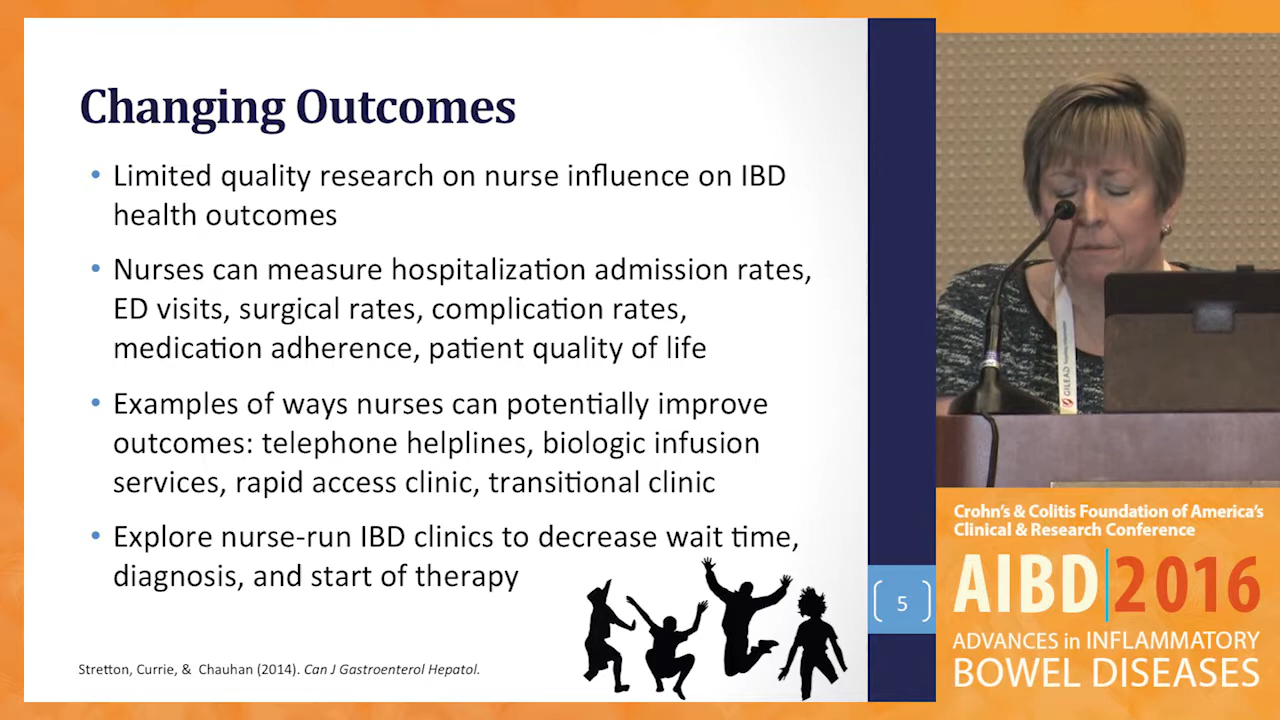 Changing Outcomes
• Limited quality research on nurse influence on IBD
health outcomes
• Nurses can measure hospitalization admission rates,
ED visits, surgical rates, complication rates,
medication adherence, patient quality of life
• Examples of ways nurses can potentially improve
outcomes: telephone helplines, biologic infusion
services, rapid access clinic, transitional clinic
• Explore nurse-run IBD clinics to decrease wait time,
diagnosis, and start of therapy
Stretton, Currie, & Chauhan (2014). Can J Gastroenterol Hepatol.
5
GILEAD
Crohn's & Colitis Foundation of America's
Clinical & Research Conference
AIBD|2016
ADVANCES in INFLAMMATORY
BOWEL DISEASES